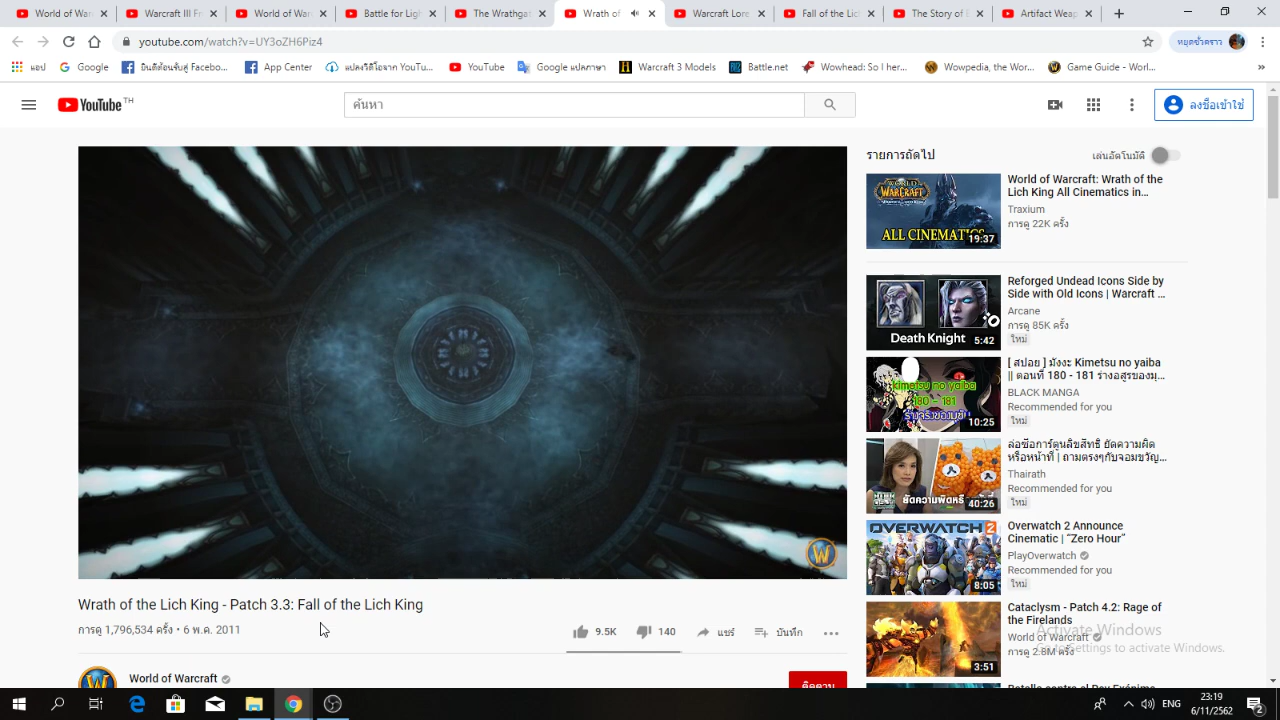 World of War
Warcraft III Fr
World of War
Battle for Ligh
The Wrathgat
Wrath of
Warcraft Lore
Fall of the Lich
The Story of
Artifact Weap
youtube.com/watch?v=UY3oZH6Piz4
หยุดชั่วคราว
แอป
Google
ยินดีต้อนรับสู่ Facebo...
App Center
แปลงวิดีโอจาก YouTu...
YouTube
Google แปลภาษา
Warcraft 3 Models
Battle.net
Wowhead: So I her...
Wowpedia, the Wor...
Game Guide - Worl...
»
YouTube TH
ค้นหา
ลงชื่อเข้าใช้
รายการถัดไป
เล่นอัตโนมัติ
WORLD WARCRAFT
ALL CINEMATICS
19:37
World of Warcraft: Wrath of the
Lich King All Cinematics in...
Traxium
การดู 22K ครั้ง
Death Knight
5:42
Reforged Undead Icons Side by
Side with Old Icons | Warcraft ...
Arcane
การดู 85K ครั้ง
ใหม่
kimetsu no yaiba
180 - 181
10:25
[ สปอย ] มังงะ Kimetsu no yaiba
|| ตอนที่ 180 - 181 ร่างอสูรของมุ...
BLACK MANGA
Recommended for you
ใหม่
40:26
ล่อซื้อการ์ตูนลิขสิทธิ์ ยัดความผิด
หรือหน้าที่ | ถามตรงๆกับจอมขวัญ...
Thairath
Recommended for you
ใหม่
OVERWATCH 2
8:05
Overwatch 2 Announce
Cinematic | “Zero Hour”
PlayOverwatch
Recommended for you
ใหม่
3:51
Cataclysm - Patch 4.2: Rage of
the Firelands
World of Warcraft
การดู 2.8M ครั้ง
Activate Windows
Go to Settings to activate Windows.
Wrath of the Lich King - Patch 3.3: Fall of the Lich King
การดู 1,796,534 ครั้ง • 6 พ.ค. 2011
9.5K
140
แชร์
บันทึก
World of Warcraft
ติดตาม
ENG
23:19
6/11/2562
2